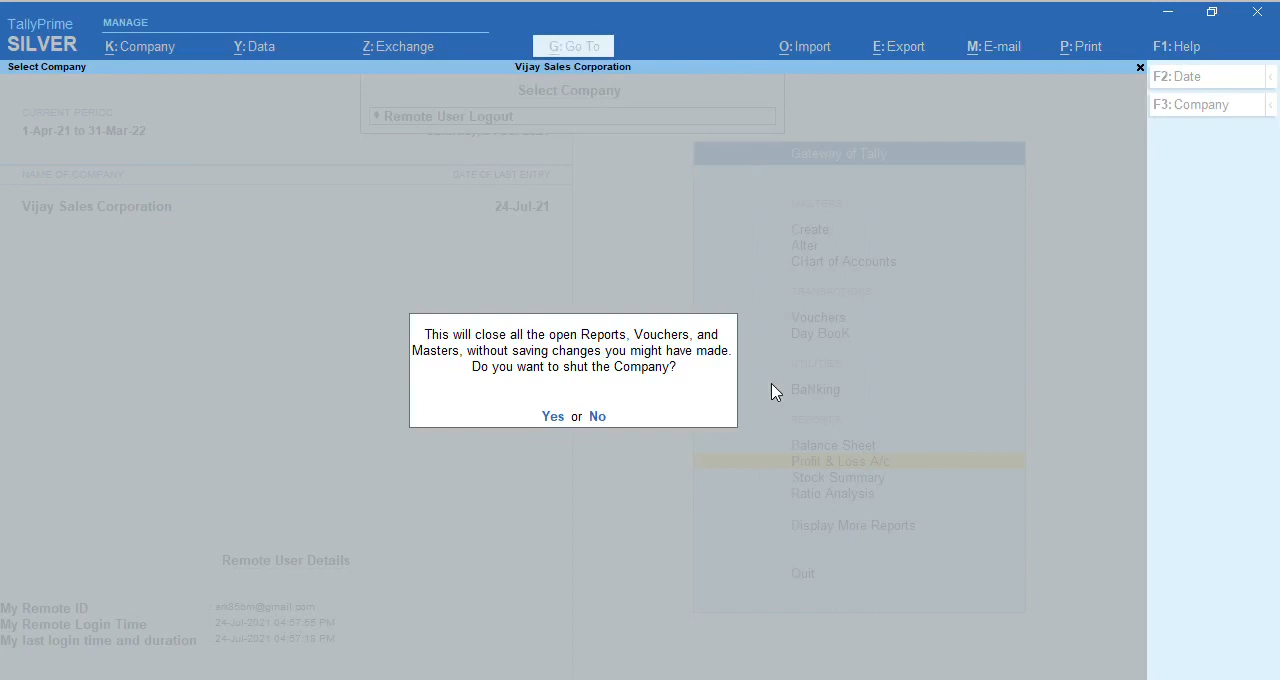 TallyPrime
SILVER
MANAGE
K: Company
Y: Data
Z: Exchange
G: Go To
O: Import
E: Export
M: E-mail
P: Print
F1: Help
Select Company
Vijay Sales Corporation
F2: Date
F3: Company
Select Company
Remote User Logout
CURRENT PERIOD
1-Apr-21 to 31-Mar-22
NAME OF COMPANY
DATE OF LAST ENTRY
Vijay Sales Corporation
24-Jul-21
Gateway of Tally
MASTERS
Create
Alter
CHart of Accounts
TRANSACTIONS
Vouchers
Day BooK
UTILITIES
BaNking
REPORTS
Balance Sheet
Profit & Loss A/c
Stock Summary
Ratio Analysis
Display More Reports
Quit
This will close all the open Reports, Vouchers, and
Masters, without saving changes you might have made.
Do you want to shut the Company?
Yes or No
Remote User Details
My Remote ID
My Remote Login Time
24-Jul-2021 04:57:55 PM
My last login time and duration
24-Jul-2021 04:57:18 PM